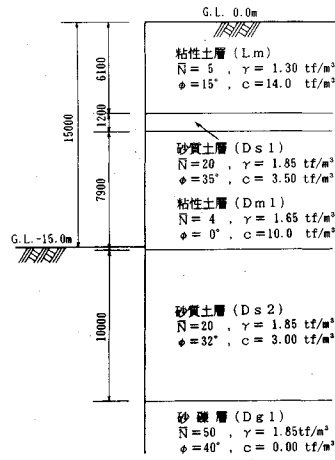 G.L. 0.0m
粘性土層(Lm)
N̄= 5 , γ= 1.30 tf/m³
φ=15° , c=14.0 tf/m²
6100
1200
15000
砂質土層(Ds1)
N̄=20 , γ= 1.85 tf/m³
φ=35° , c= 3.50 tf/m²
7900
粘性土層(Dm1)
N̄= 4 , γ= 1.65 tf/m³
φ= 0° , c=10.0 tf/m²
G.L.-15.0m
砂質土層(Ds2)
N̄=20 , γ= 1.85 tf/m³
φ=32° , c= 3.00 tf/m²
10000
砂礫層(Dg1)
N̄=50 , γ= 1.85tf/m³
φ=40° , c= 0.00 tf/m²